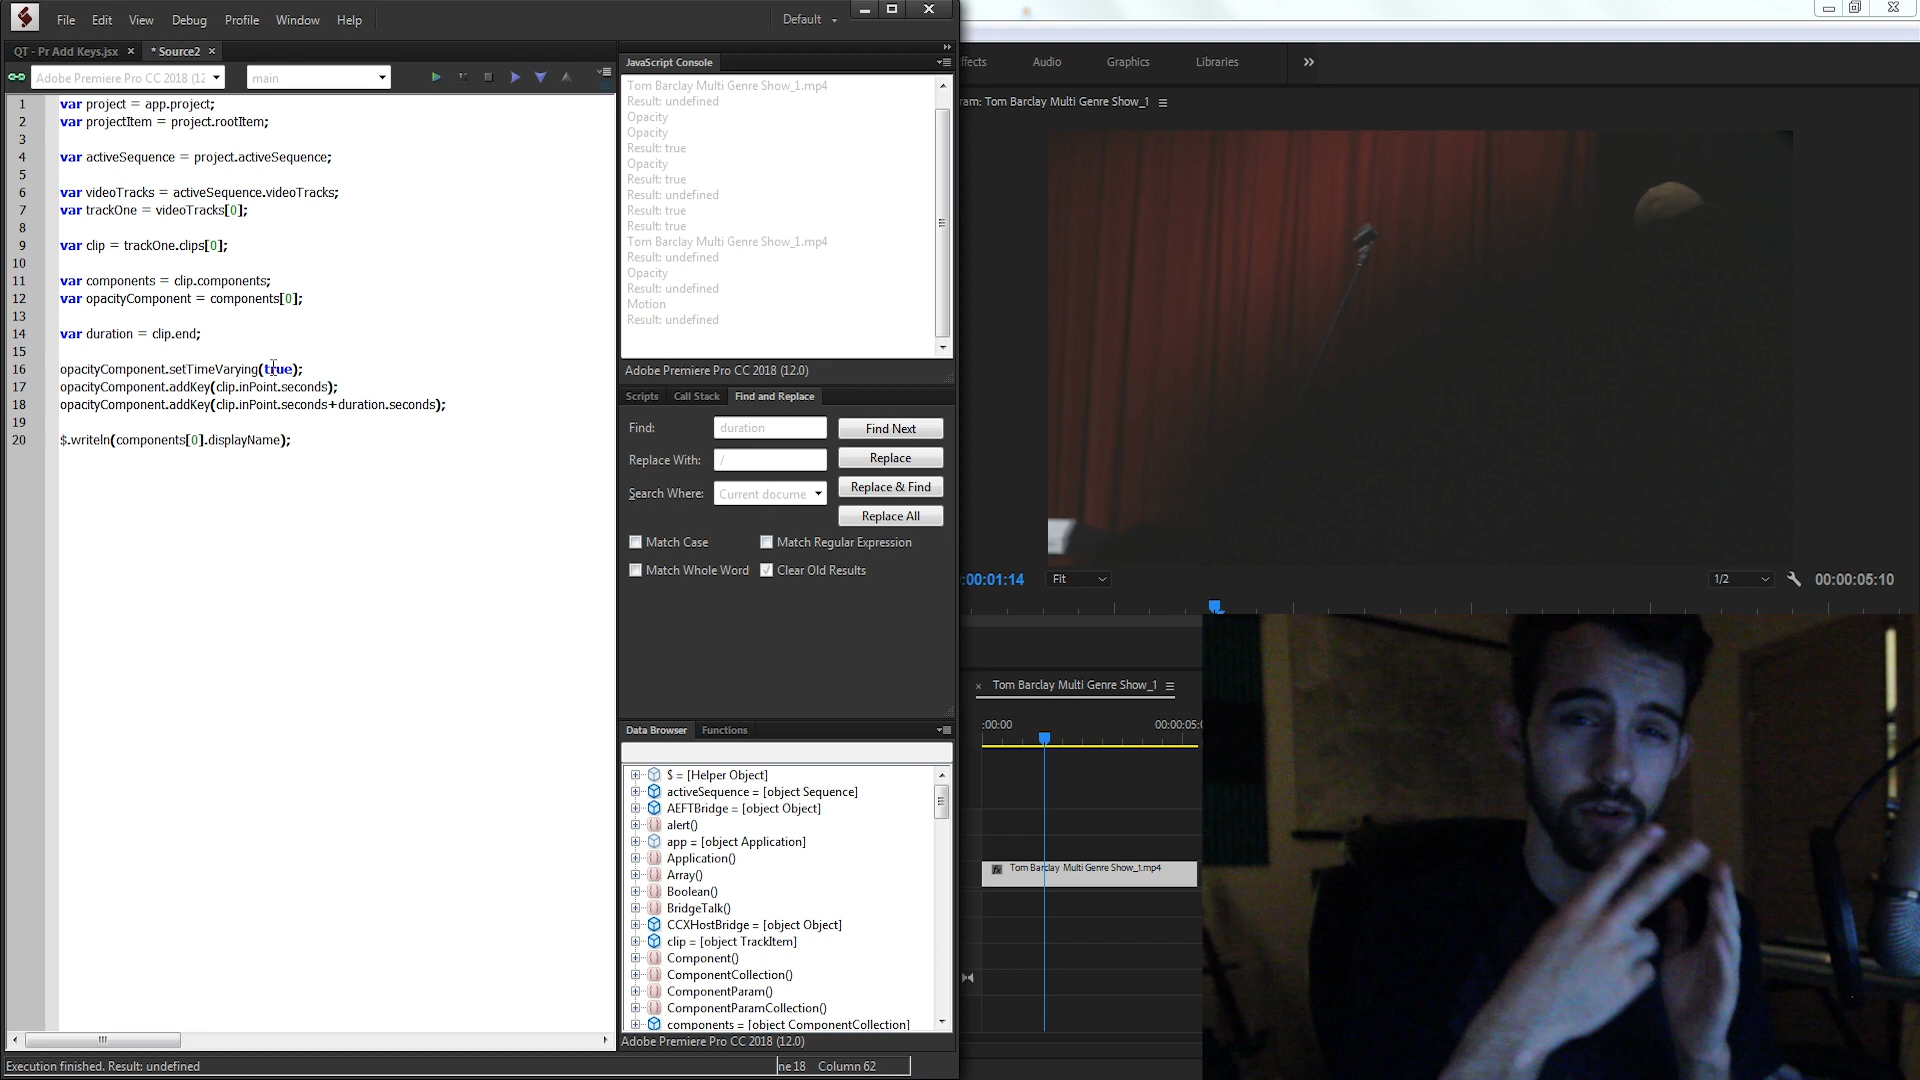 File Edit View Debug Profile Window Help
Default
QT - Pr Add Keys.jsx × * Source2 ×
Adobe Premiere Pro CC 2018 (12 main
1 var project = app.project;
2 var projectItem = project.rootItem;
3
4 var activeSequence = project.activeSequence;
5
6 var videoTracks = activeSequence.videoTracks;
7 var trackOne = videoTracks[0];
8
9 var clip = trackOne.clips[0];
10
11 var components = clip.components;
12 var opacityComponent = components[0];
13
14 var duration = clip.end;
15
16 opacityComponent.setTimeVarying(true);
17 opacityComponent.addKey(clip.inPoint.seconds);
18 opacityComponent.addKey(clip.inPoint.seconds+duration.seconds);
19
20 $.writeln(components[0].displayName);
Execution finished. Result: undefined
ne 18 Column 62
JavaScript Console
Tom Barclay Multi Genre Show_1.mp4
Result: undefined
Opacity
Opacity
Result: true
Opacity
Result: true
Result: undefined
Result: true
Result: true
Tom Barclay Multi Genre Show_1.mp4
Result: undefined
Opacity
Result: undefined
Motion
Result: undefined
Adobe Premiere Pro CC 2018 (12.0)
Scripts Call Stack Find and Replace
Find: duration Find Next
Replace With: / Replace
Search Where: Current docume Replace & Find
Replace All
Match Case Match Regular Expression
Match Whole Word Clear Old Results
Data Browser Functions
$ = [Helper Object]
activeSequence = [object Sequence]
AEFTBridge = [object Object]
alert()
app = [object Application]
Application()
Array()
Boolean()
BridgeTalk()
CCXHostBridge = [object Object]
clip = [object TrackItem]
Component()
ComponentCollection()
ComponentParam()
ComponentParamCollection()
components = [object ComponentCollection]
Adobe Premiere Pro CC 2018 (12.0)
ffects Audio Graphics Libraries
ram: Tom Barclay Multi Genre Show_1
:00:01:14 Fit 1/2 00:00:05:10
× Tom Barclay Multi Genre Show_1
:00:00 00:00:05:0
fx Tom Barclay Multi Genre Show_1.mp4